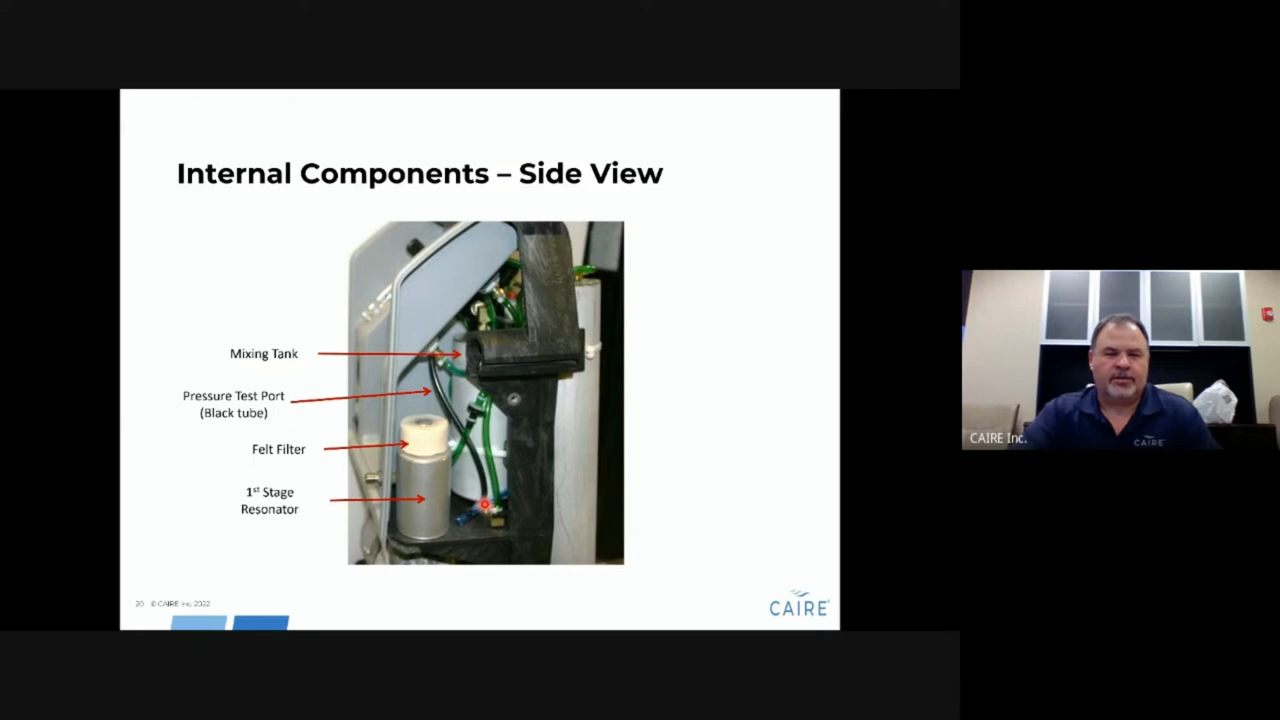 Internal Components – Side View
Mixing Tank
Pressure Test Port
(Black tube)
Felt Filter
1st Stage
Resonator
20 © CAIRE Inc. 2022
CAIRE
CAIRE Inc.
CAIRE